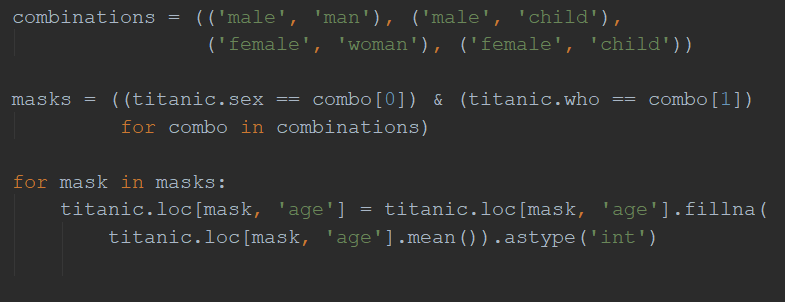 combinations = (('male', 'man'), ('male', 'child'),
                ('female', 'woman'), ('female', 'child'))
masks = ((titanic.sex == combo[0]) & (titanic.who == combo[1])
         for combo in combinations)
for mask in masks:
    titanic.loc[mask, 'age'] = titanic.loc[mask, 'age'].fillna(
        titanic.loc[mask, 'age'].mean()).astype('int')